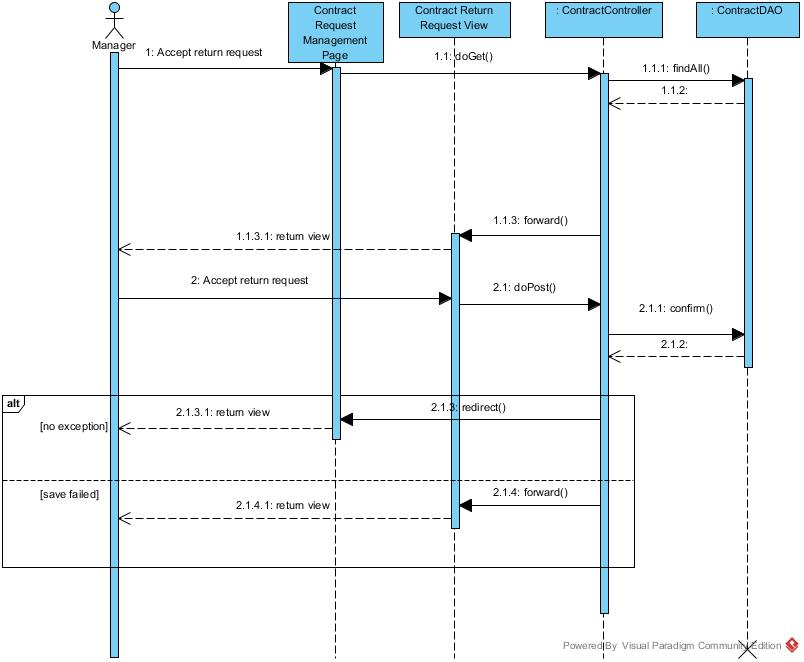 Manager
Contract
Request
Management
Page
Contract Return
Request View
: ContractController
: ContractDAO
1: Accept return request
1.1: doGet()
1.1.1: findAll()
1.1.2:
1.1.3: forward()
1.1.3.1: return view
2: Accept return request
2.1: doPost()
2.1.1: confirm()
2.1.2:
alt
2.1.3: redirect()
2.1.3.1: return view
[no exception]
2.1.4: forward()
[save failed]
2.1.4.1: return view
Powered By Visual Paradigm Community Edition